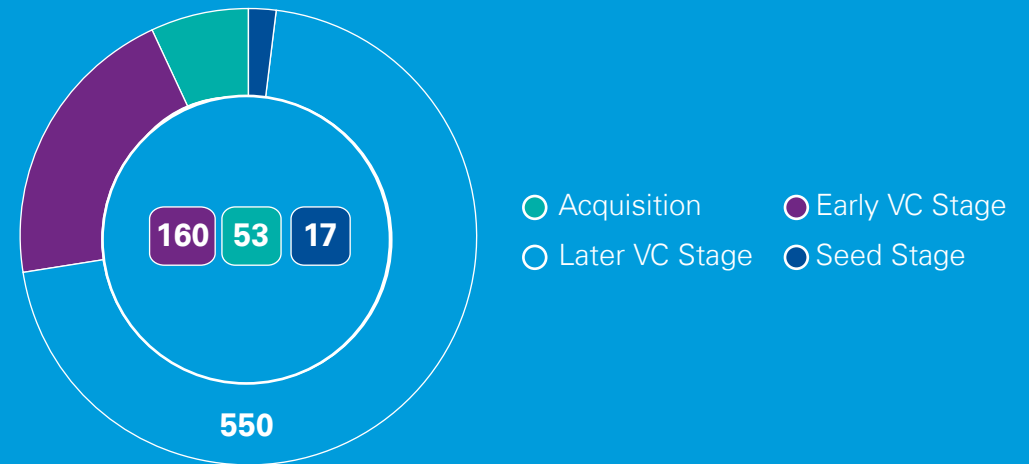 160 53 17
Acquisition
Early VC Stage
Later VC Stage
Seed Stage
550